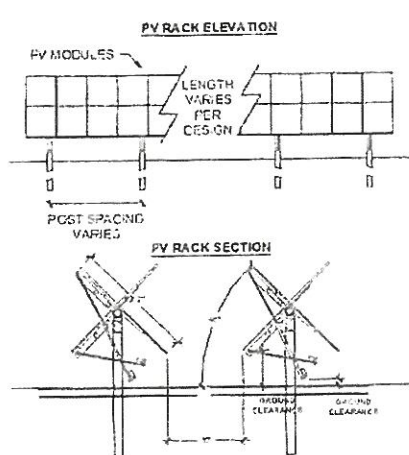 PV RACK ELEVATION
PV MODULES
LENGTH
VARIES
PER
DESIGN
POST SPACING
VARIES
PV RACK SECTION
GROUND
CLEARANCE
GROUND
CLEARANCE